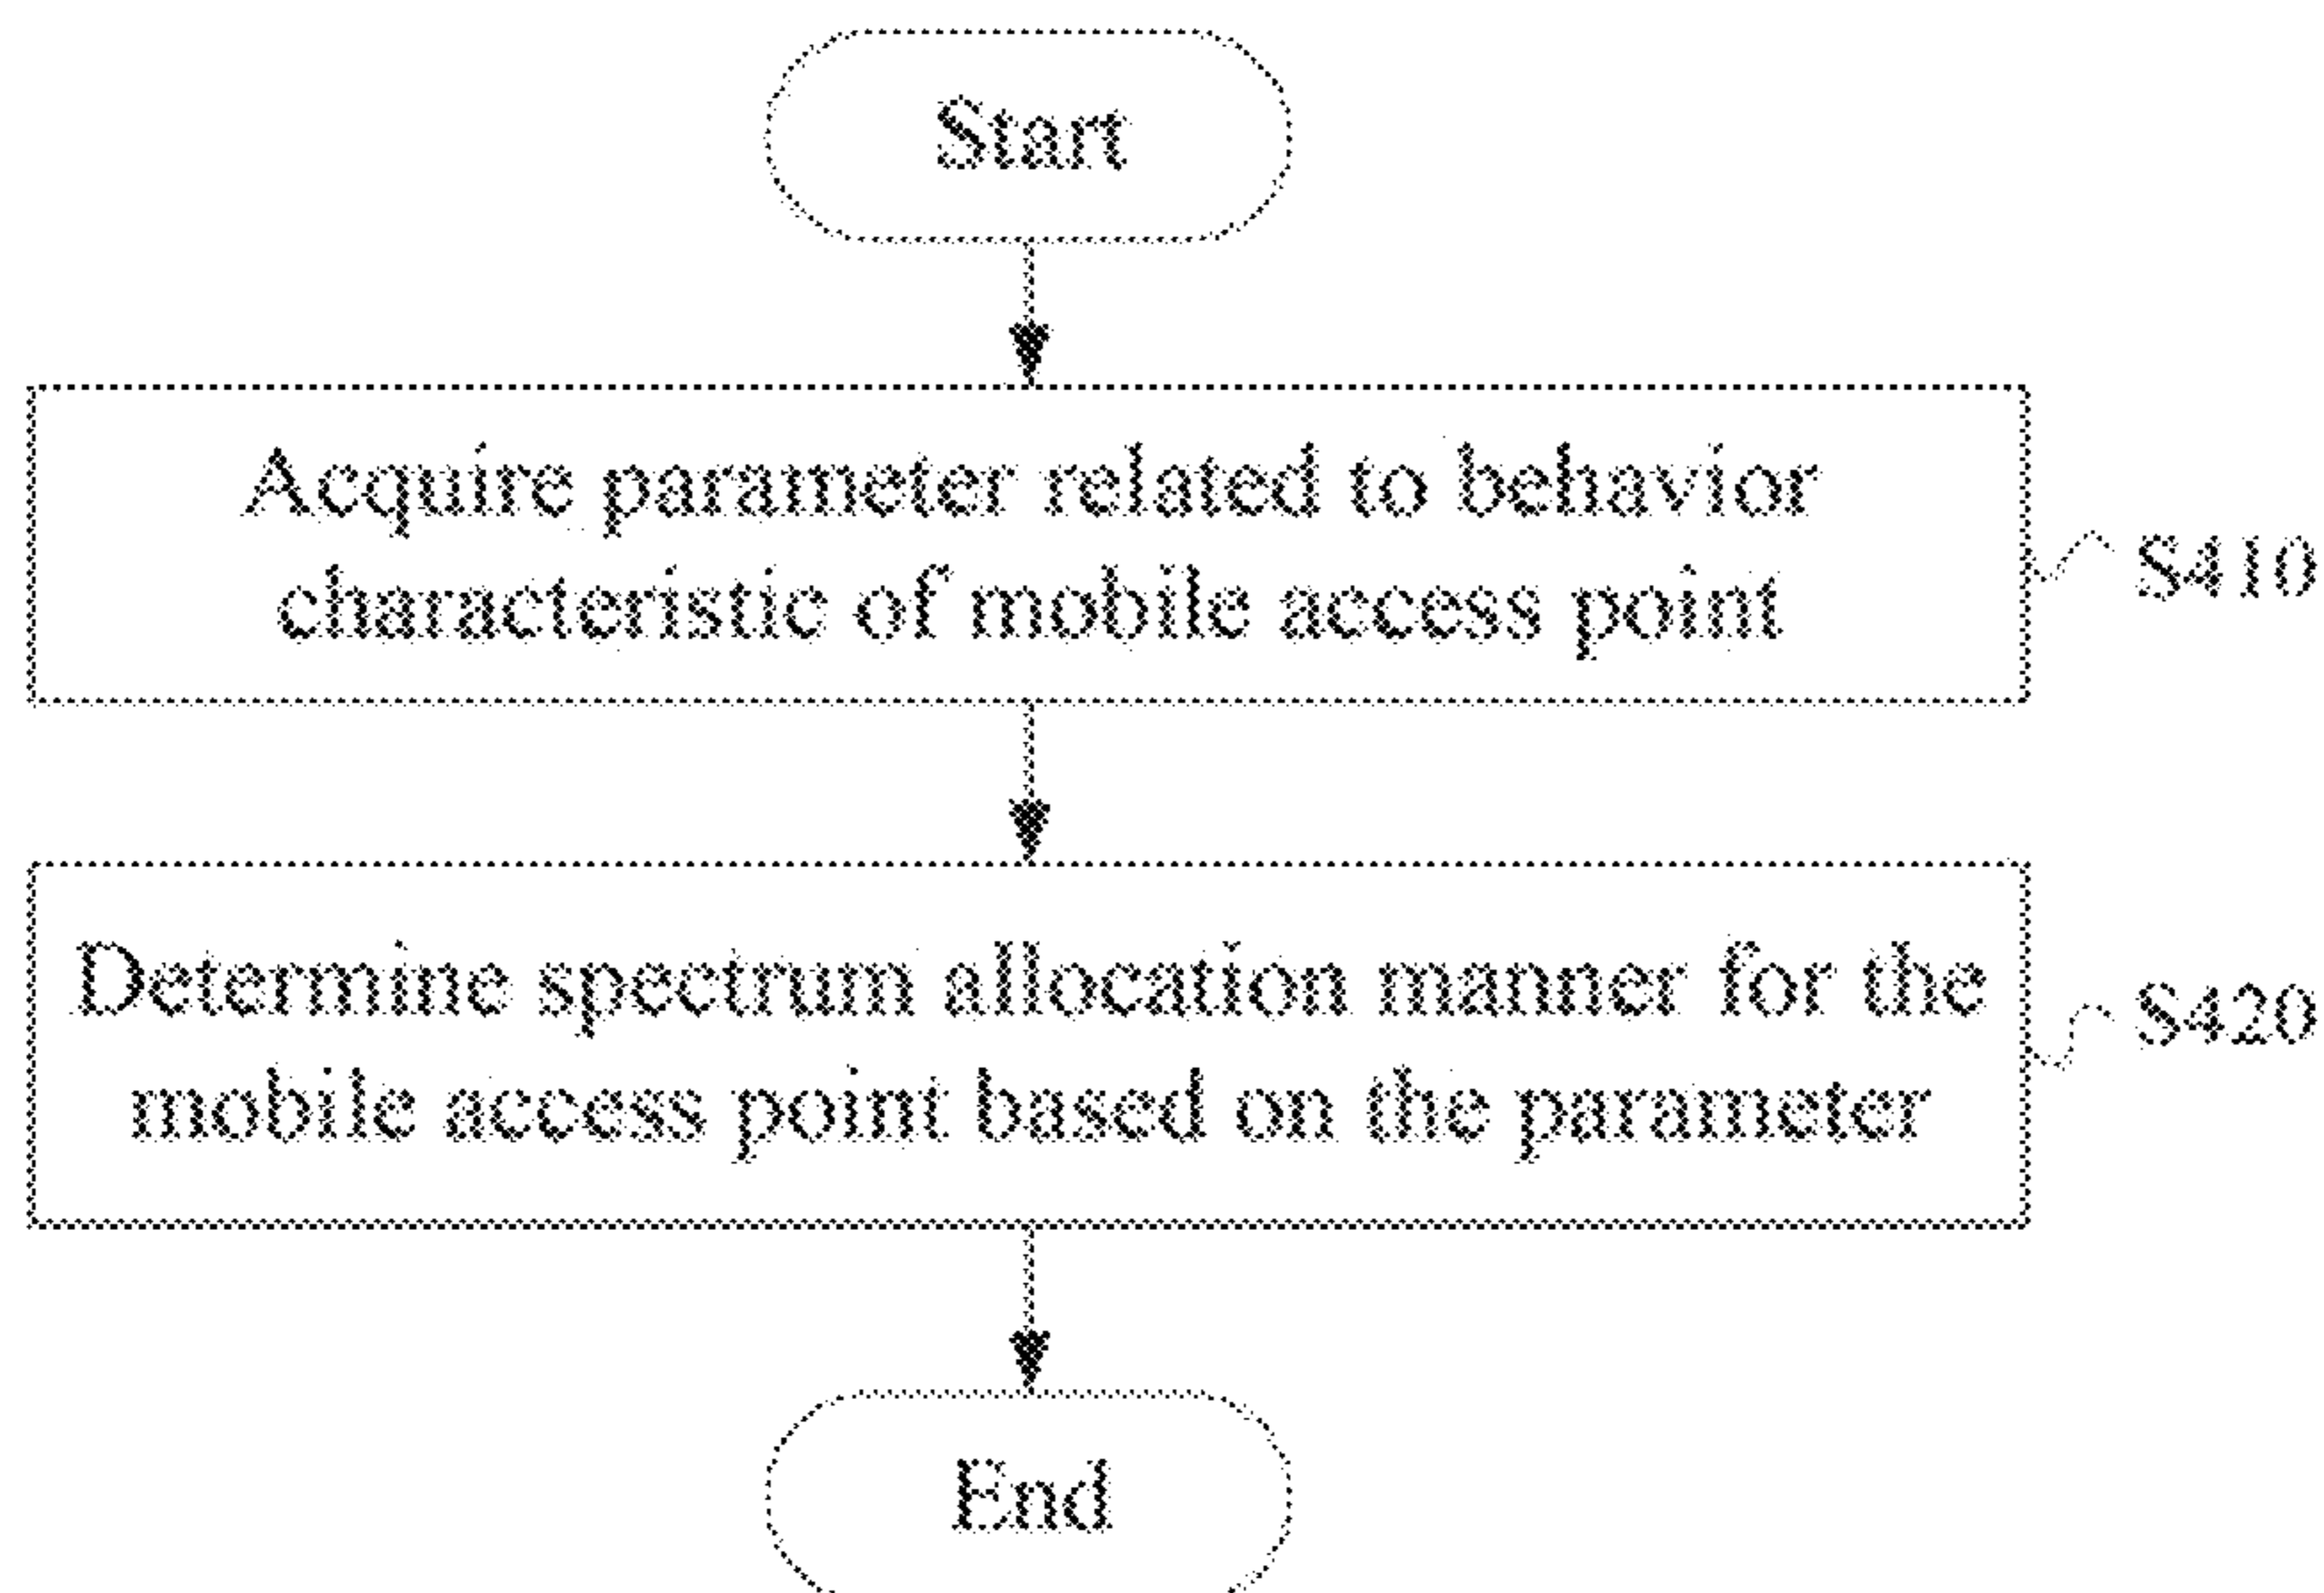 Start
Acquire parameter related to behavior
characteristic of mobile access point
S410
Determine spectrum allocation manner for the
mobile access point based on the parameter
S420
End